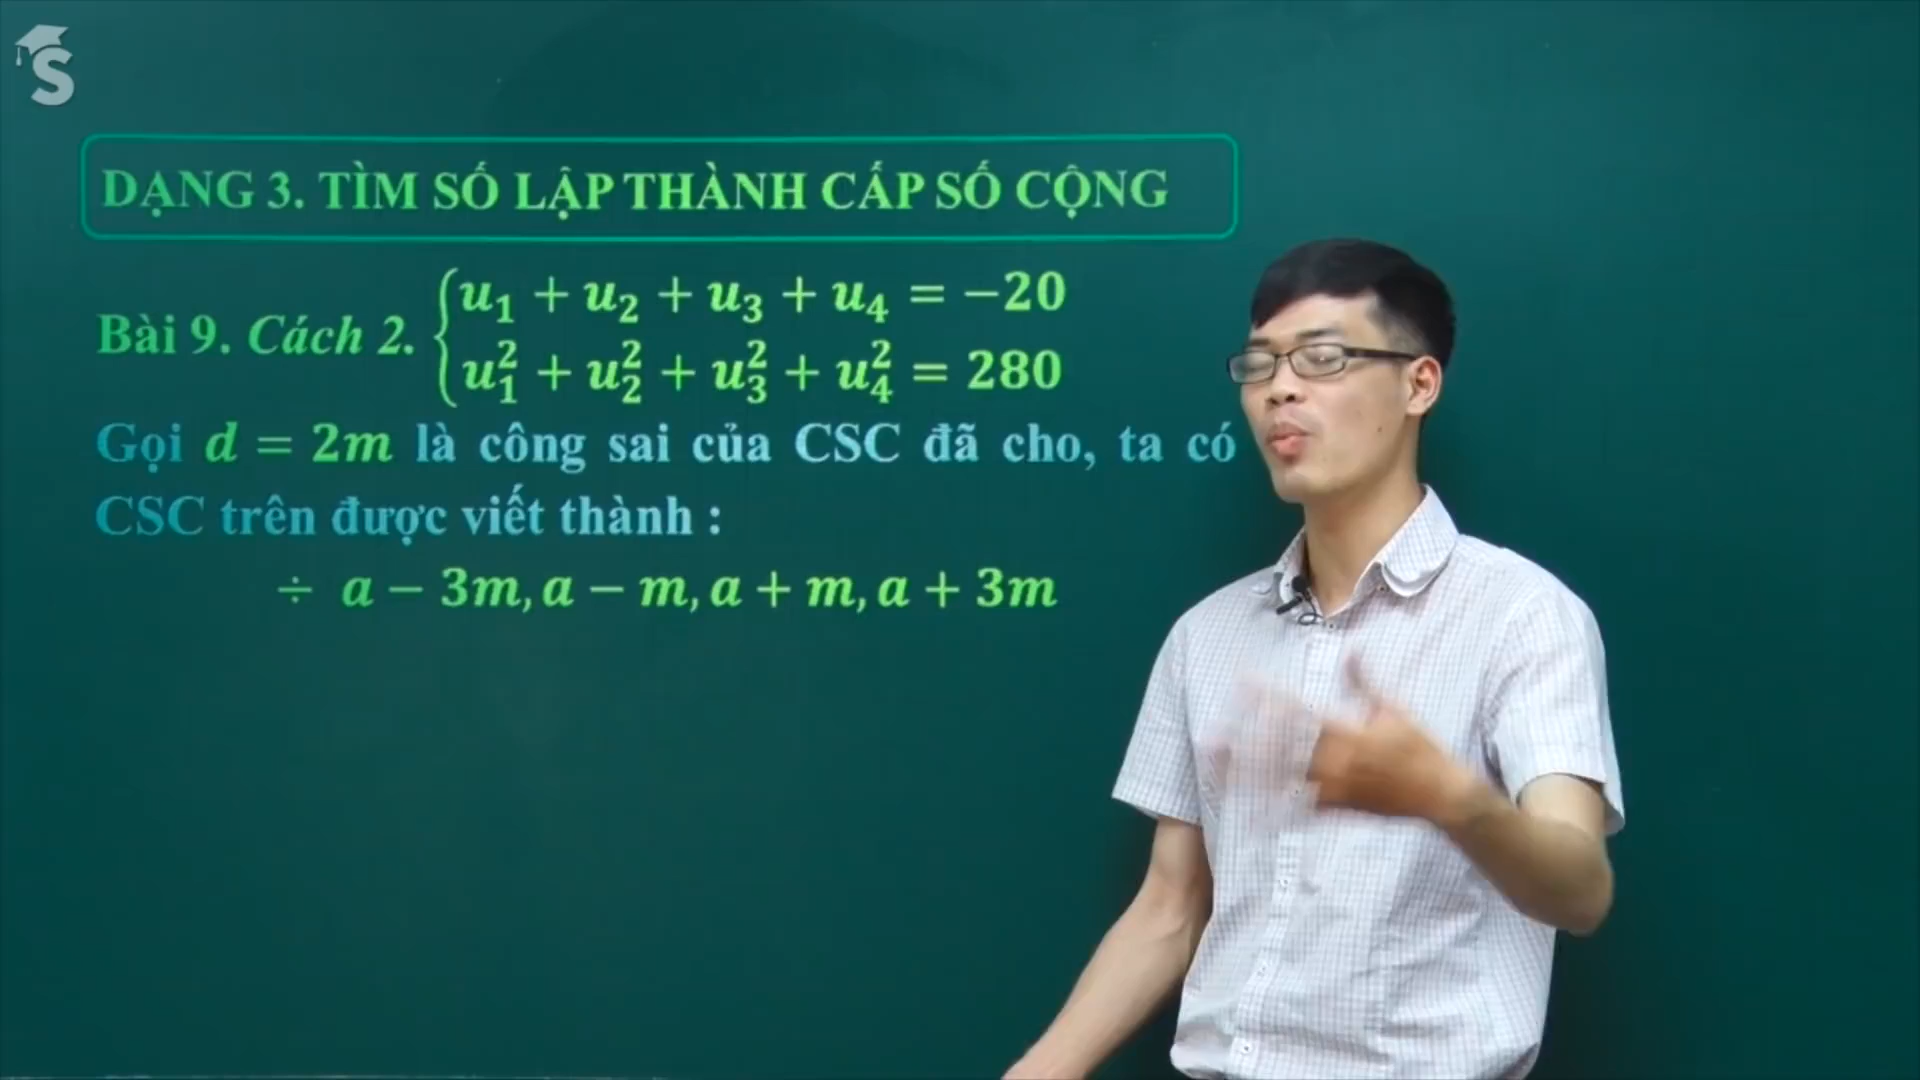 S
DẠNG 3. TÌM SỐ LẬP THÀNH CẤP SỐ CỘNG
Bài 9. Cách 2. { u₁ + u₂ + u₃ + u₄ = −20
u₁² + u₂² + u₃² + u₄² = 280
Gọi d = 2m là công sai của CSC đã cho, ta có
CSC trên được viết thành :
÷ a − 3m, a − m, a + m, a + 3m